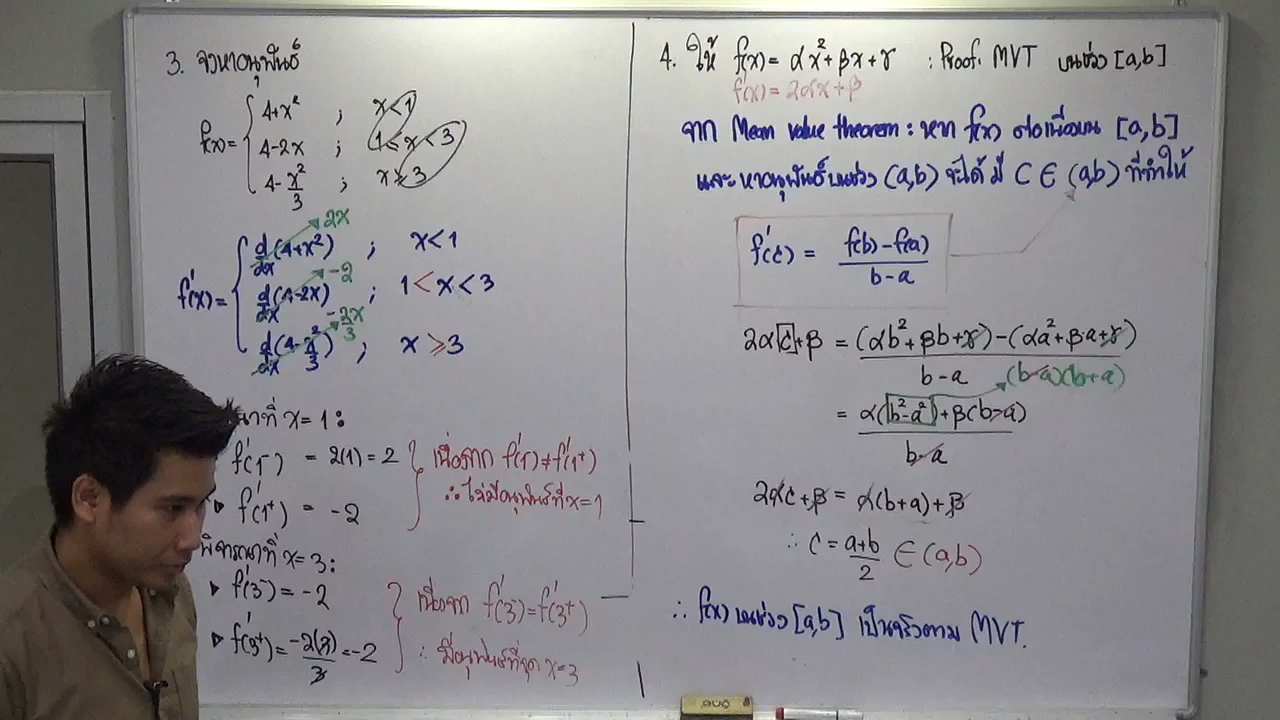 3. จงหาอนุพันธ์
f(x) = { 4+x² ; x<1
4-2x ; 1≤x<3
4-x²/3 ; x≥3
f'(x) = { d/dx(4+x²) 2x ; x<1
d/dx(4-2x) -2 ; 1<x<3
d/dx(4-x²/3) -2x/3 ; x≥3
ที่ x=1:
f'(1⁻) = 2(1) = 2
f'(1⁺) = -2
เนื่องจาก f'(1⁻)≠f'(1⁺)
∴ ไม่มีอนุพันธ์ที่ x=1
พิจารณาที่ x=3:
f'(3⁻) = -2
f'(3⁺) = -2(3)/3 = -2
เนื่องจาก f'(3⁻)=f'(3⁺)
∴ มีอนุพันธ์ที่จุด x=3
4. ให้ f(x) = αx²+βx+γ : Proof. MVT บนช่วง [a,b]
f'(x) = 2αx+β
จาก Mean value theorem : หาก f(x) ต่อเนื่องบน [a,b]
และหาอนุพันธ์บนช่วง (a,b) จะได้ มี C ∈ (a,b) ที่ทำให้
f'(c) = f(b)-f(a) / b-a
2αc+β = (αb²+βb+γ)-(αa²+βa+γ) / b-a
(b-a)(b+a)
= α(b²-a²)+β(b-a) / b-a
2αc+β = α(b+a)+β
∴ c = a+b / 2 ∈ (a,b)
∴ f(x) บนช่วง [a,b] เป็นจริงตาม MVT.